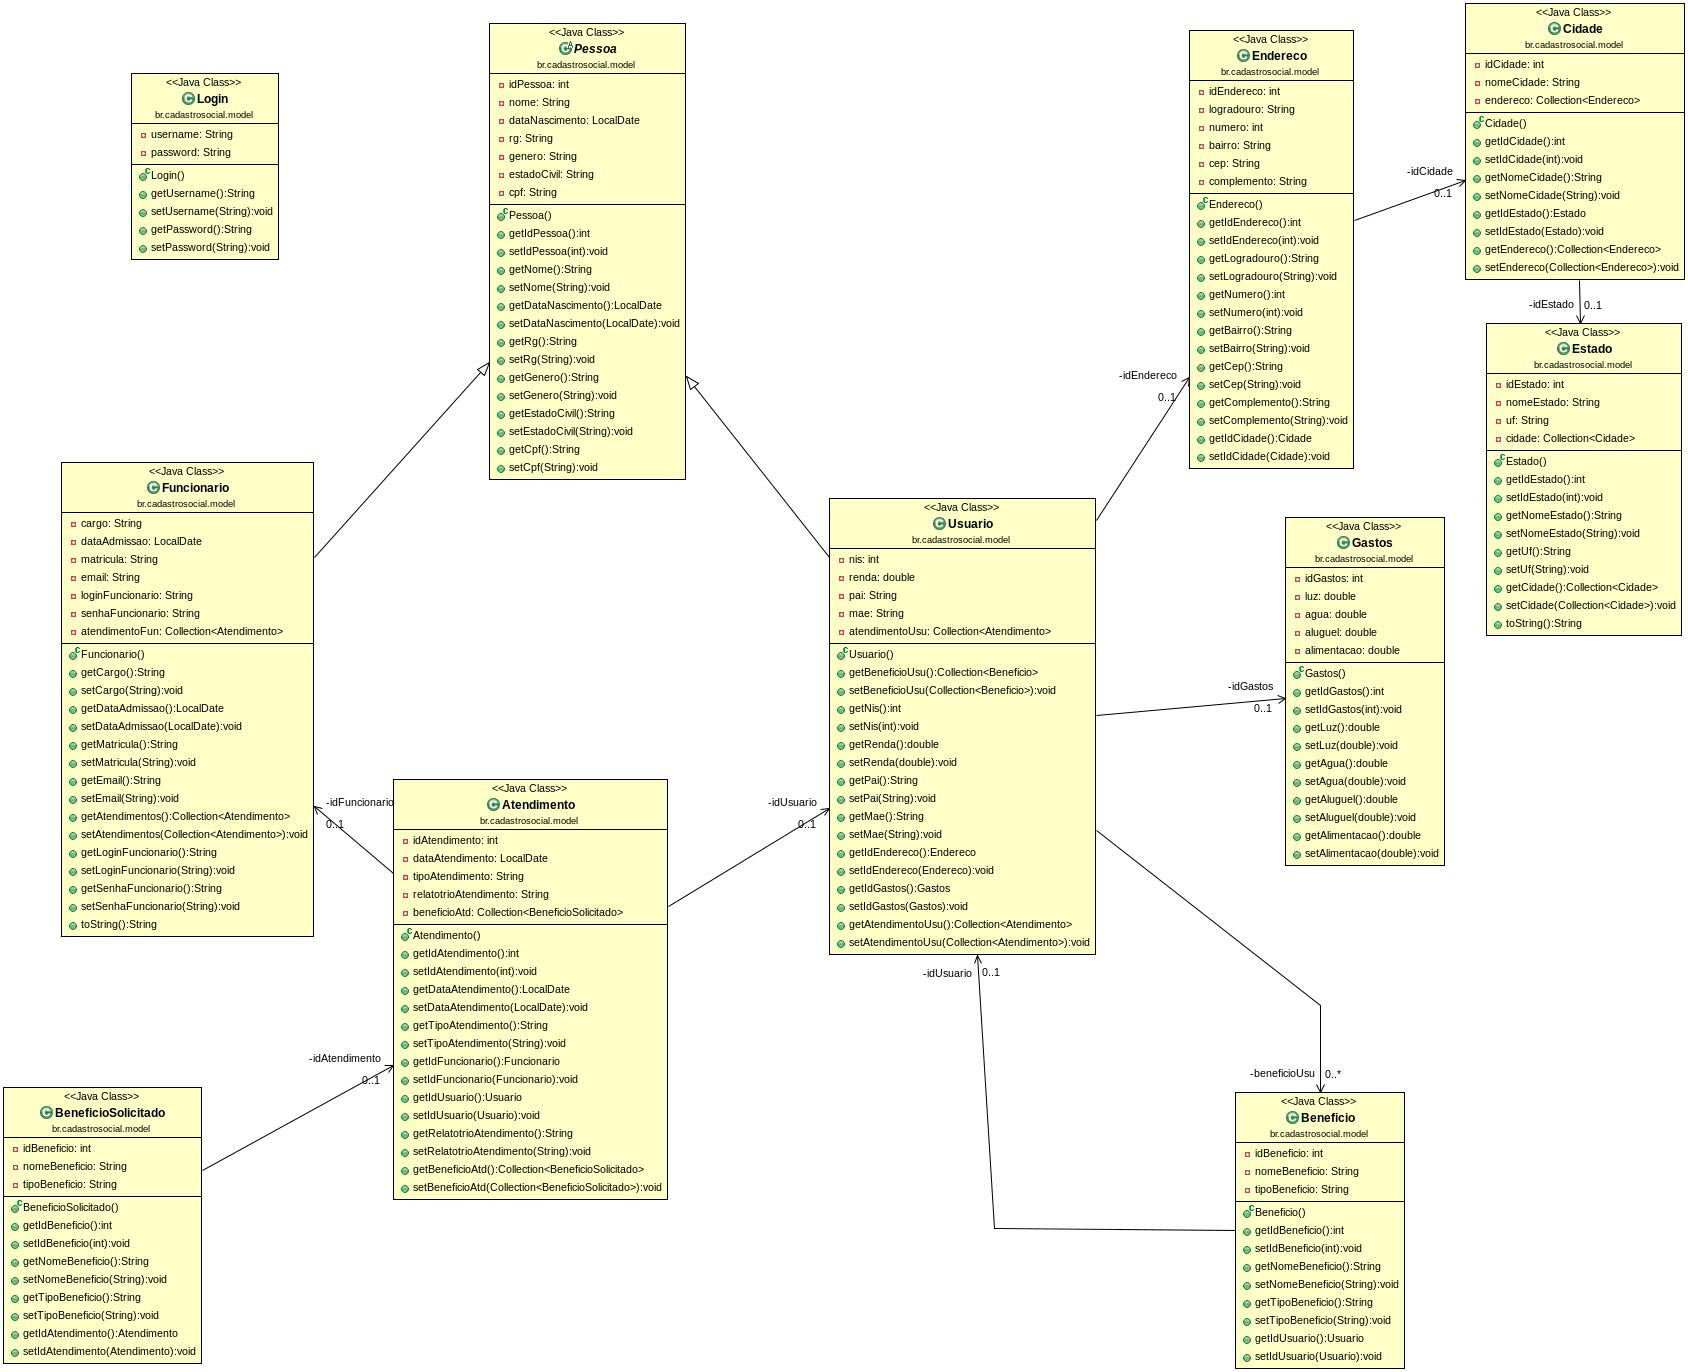 <<Java Class>>
Login
br.cadastrosocial.model
username: String
password: String
Login()
getUsername():String
setUsername(String):void
getPassword():String
setPassword(String):void
<<Java Class>>
Pessoa
br.cadastrosocial.model
idPessoa: int
nome: String
dataNascimento: LocalDate
rg: String
genero: String
estadoCivil: String
cpf: String
Pessoa()
getIdPessoa():int
setIdPessoa(int):void
getNome():String
setNome(String):void
getDataNascimento():LocalDate
setDataNascimento(LocalDate):void
getRg():String
setRg(String):void
getGenero():String
setGenero(String):void
getEstadoCivil():String
setEstadoCivil(String):void
getCpf():String
setCpf(String):void
<<Java Class>>
Endereco
br.cadastrosocial.model
idEndereco: int
logradouro: String
numero: int
bairro: String
cep: String
complemento: String
Endereco()
getIdEndereco():int
setIdEndereco(int):void
getLogradouro():String
setLogradouro(String):void
getNumero():int
setNumero(int):void
getBairro():String
setBairro(String):void
getCep():String
setCep(String):void
getComplemento():String
setComplemento(String):void
getIdCidade():Cidade
setIdCidade(Cidade):void
-idCidade
0..1
<<Java Class>>
Cidade
br.cadastrosocial.model
idCidade: int
nomeCidade: String
endereco: Collection<Endereco>
Cidade()
getIdCidade():int
setIdCidade(int):void
getNomeCidade():String
setNomeCidade(String):void
getIdEstado():Estado
setIdEstado(Estado):void
getEndereco():Collection<Endereco>
setEndereco(Collection<Endereco>):void
-idEstado
0..1
<<Java Class>>
Estado
br.cadastrosocial.model
idEstado: int
nomeEstado: String
uf: String
cidade: Collection<Cidade>
Estado()
getIdEstado():int
setIdEstado(int):void
getNomeEstado():String
setNomeEstado(String):void
getUf():String
setUf(String):void
getCidade():Collection<Cidade>
setCidade(Collection<Cidade>):void
toString():String
<<Java Class>>
Funcionario
br.cadastrosocial.model
cargo: String
dataAdmissao: LocalDate
matricula: String
email: String
loginFuncionario: String
senhaFuncionario: String
atendimentoFun: Collection<Atendimento>
Funcionario()
getCargo():String
setCargo(String):void
getDataAdmissao():LocalDate
setDataAdmissao(LocalDate):void
getMatricula():String
setMatricula(String):void
getEmail():String
setEmail(String):void
getAtendimentos():Collection<Atendimento>
setAtendimentos(Collection<Atendimento>):void
getLoginFuncionario():String
setLoginFuncionario(String):void
getSenhaFuncionario():String
setSenhaFuncionario(String):void
toString():String
-idFuncionario
0..1
<<Java Class>>
Atendimento
br.cadastrosocial.model
idAtendimento: int
dataAtendimento: LocalDate
tipoAtendimento: String
relatotrioAtendimento: String
beneficioAtd: Collection<BeneficioSolicitado>
Atendimento()
getIdAtendimento():int
setIdAtendimento(int):void
getDataAtendimento():LocalDate
setDataAtendimento(LocalDate):void
getTipoAtendimento():String
setTipoAtendimento(String):void
getIdFuncionario():Funcionario
setIdFuncionario(Funcionario):void
getIdUsuario():Usuario
setIdUsuario(Usuario):void
getRelatotrioAtendimento():String
setRelatotrioAtendimento(String):void
getBeneficioAtd():Collection<BeneficioSolicitado>
setBeneficioAtd(Collection<BeneficioSolicitado>):void
-idUsuario
0..1
<<Java Class>>
Usuario
br.cadastrosocial.model
nis: int
renda: double
pai: String
mae: String
atendimentoUsu: Collection<Atendimento>
Usuario()
getBeneficioUsu():Collection<Beneficio>
setBeneficioUsu(Collection<Beneficio>):void
getNis():int
setNis(int):void
getRenda():double
setRenda(double):void
getPai():String
setPai(String):void
getMae():String
setMae(String):void
getIdEndereco():Endereco
setIdEndereco(Endereco):void
getIdGastos():Gastos
setIdGastos(Gastos):void
getAtendimentoUsu():Collection<Atendimento>
setAtendimentoUsu(Collection<Atendimento>):void
-idEndereco
0..1
-idGastos
0..1
<<Java Class>>
Gastos
br.cadastrosocial.model
idGastos: int
luz: double
agua: double
aluguel: double
alimentacao: double
Gastos()
getIdGastos():int
setIdGastos(int):void
getLuz():double
setLuz(double):void
getAgua():double
setAgua(double):void
getAluguel():double
setAluguel(double):void
getAlimentacao():double
setAlimentacao(double):void
-idUsuario
0..1
-idAtendimento
0..1
<<Java Class>>
BeneficioSolicitado
br.cadastrosocial.model
idBeneficio: int
nomeBeneficio: String
tipoBeneficio: String
BeneficioSolicitado()
getIdBeneficio():int
setIdBeneficio(int):void
getNomeBeneficio():String
setNomeBeneficio(String):void
getTipoBeneficio():String
setTipoBeneficio(String):void
getIdAtendimento():Atendimento
setIdAtendimento(Atendimento):void
-beneficioUsu
0..*
<<Java Class>>
Beneficio
br.cadastrosocial.model
idBeneficio: int
nomeBeneficio: String
tipoBeneficio: String
Beneficio()
getIdBeneficio():int
setIdBeneficio(int):void
getNomeBeneficio():String
setNomeBeneficio(String):void
getTipoBeneficio():String
setTipoBeneficio(String):void
getIdUsuario():Usuario
setIdUsuario(Usuario):void